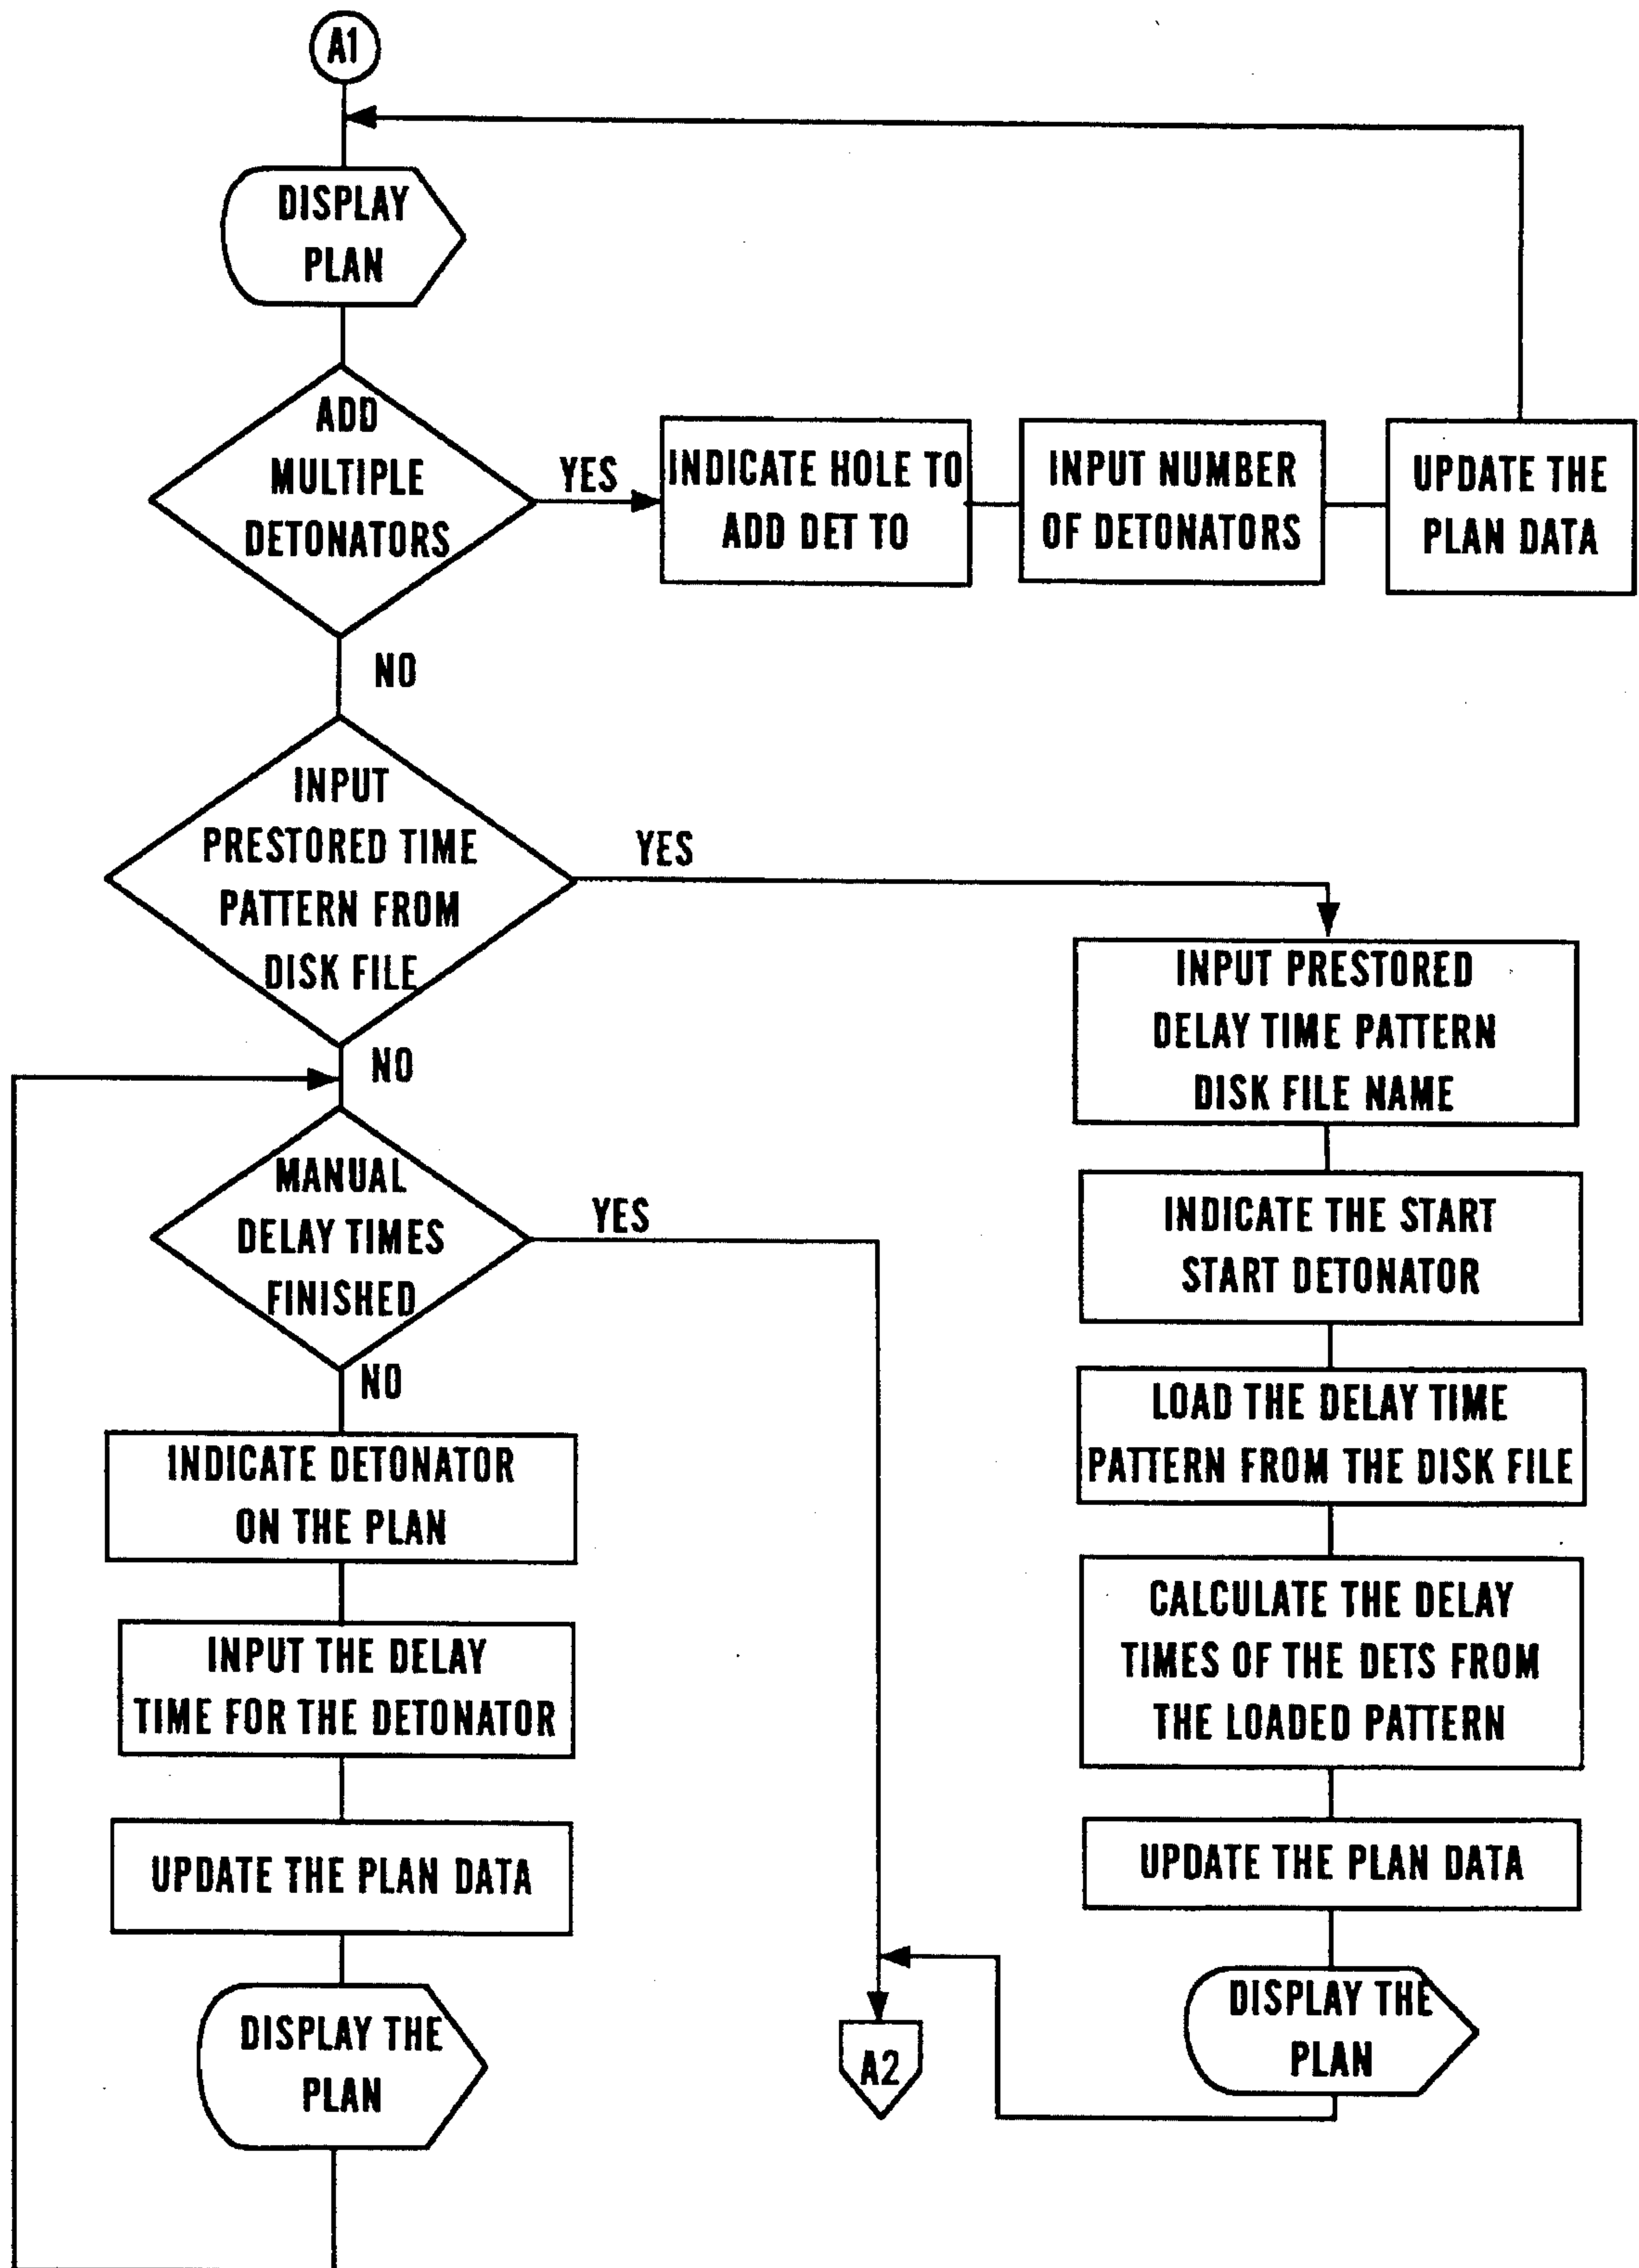 A1
DISPLAY
PLAN
ADD
MULTIPLE
DETONATORS
YES
INDICATE HOLE TO
ADD DET TO
INPUT NUMBER
OF DETONATORS
UPDATE THE
PLAN DATA
NO
INPUT
PRESTORED TIME
PATTERN FROM
DISK FILE
YES
INPUT PRESTORED
DELAY TIME PATTERN
DISK FILE NAME
NO
MANUAL
DELAY TIMES
FINISHED
YES
INDICATE THE START
START DETONATOR
NO
LOAD THE DELAY TIME
PATTERN FROM THE DISK FILE
INDICATE DETONATOR
ON THE PLAN
CALCULATE THE DELAY
TIMES OF THE DETS FROM
THE LOADED PATTERN
INPUT THE DELAY
TIME FOR THE DETONATOR
UPDATE THE PLAN DATA
UPDATE THE PLAN DATA
DISPLAY THE
PLAN
DISPLAY THE
PLAN
A2